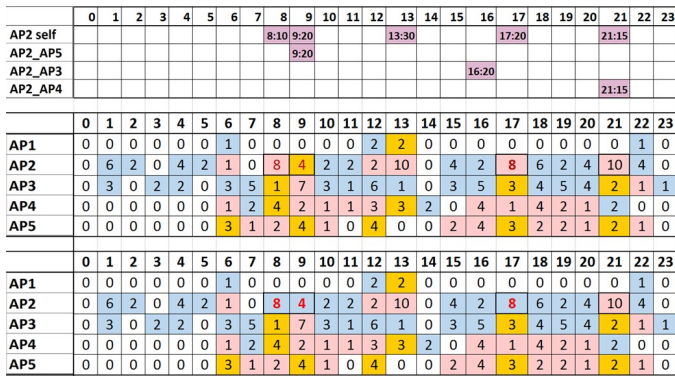 0 1 2 3 4 5 6 7 8 9 10 11 12 13 14 15 16 17 18 19 20 21 22 23
AP2 self 8:10 9:20 13:30 17:20 21:15
AP2_AP5 9:20
AP2_AP3 16:20
AP2_AP4 21:15
0 1 2 3 4 5 6 7 8 9 10 11 12 13 14 15 16 17 18 19 20 21 22 23
AP1 0 0 0 0 0 0 1 0 0 0 0 0 2 2 0 0 0 0 0 0 0 0 1 0
AP2 0 6 2 0 4 2 1 0 8 4 2 2 2 10 0 4 2 8 6 2 4 10 4 0
AP3 0 3 0 2 2 0 3 5 1 7 3 1 6 1 0 3 5 3 4 5 4 2 1 1
AP4 0 0 0 0 0 0 1 2 4 2 1 1 3 3 2 0 4 1 4 2 1 2 0 0
AP5 0 0 0 0 0 0 3 1 2 4 1 0 4 0 0 2 4 3 2 2 1 2 1 0
0 1 2 3 4 5 6 7 8 9 10 11 12 13 14 15 16 17 18 19 20 21 22 23
AP1 0 0 0 0 0 0 1 0 0 0 0 0 2 2 0 0 0 0 0 0 0 0 1 0
AP2 0 6 2 0 4 2 1 0 8 4 2 2 2 10 0 4 2 8 6 2 4 10 4 0
AP3 0 3 0 2 2 0 3 5 1 7 3 1 6 1 0 3 5 3 4 5 4 2 1 1
AP4 0 0 0 0 0 0 1 2 4 2 1 1 3 3 2 0 4 1 4 2 1 2 0 0
AP5 0 0 0 0 0 0 3 1 2 4 1 0 4 0 0 2 4 3 2 2 1 2 1 0